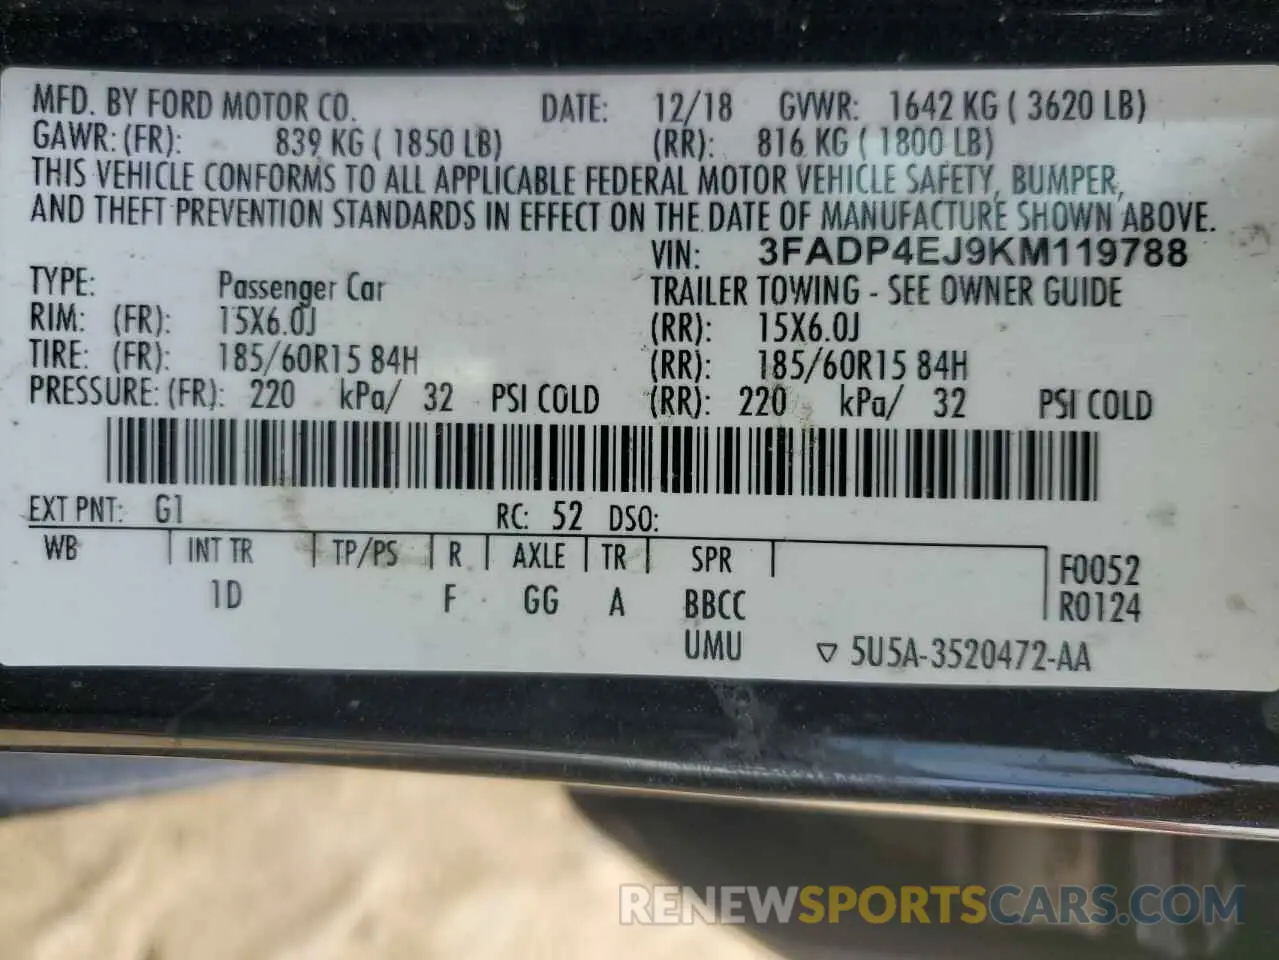 MFD. BY FORD MOTOR CO. DATE: 12/18 GVWR: 1642 KG ( 3620 LB)
GAWR: (FR): 839 KG ( 1850 LB) (RR): 816 KG ( 1800 LB)
THIS VEHICLE CONFORMS TO ALL APPLICABLE FEDERAL MOTOR VEHICLE SAFETY, BUMPER,
AND THEFT PREVENTION STANDARDS IN EFFECT ON THE DATE OF MANUFACTURE SHOWN ABOVE.
VIN: 3FADP4EJ9KM119788
TYPE: Passenger Car TRAILER TOWING - SEE OWNER GUIDE
RIM: (FR): 15X6.0J (RR): 15X6.0J
TIRE: (FR): 185/60R15 84H (RR): 185/60R15 84H
PRESSURE: (FR): 220 kPa/ 32 PSI COLD (RR): 220 kPa/ 32 PSI COLD
EXT PNT: G1 RC: 52 DSO:
WB INT TR TP/PS R AXLE TR SPR F0052
1D F GG A BBCC R0124
UMU ▽ 5U5A-3520472-AA
RENEWSPORTSCARS.COM